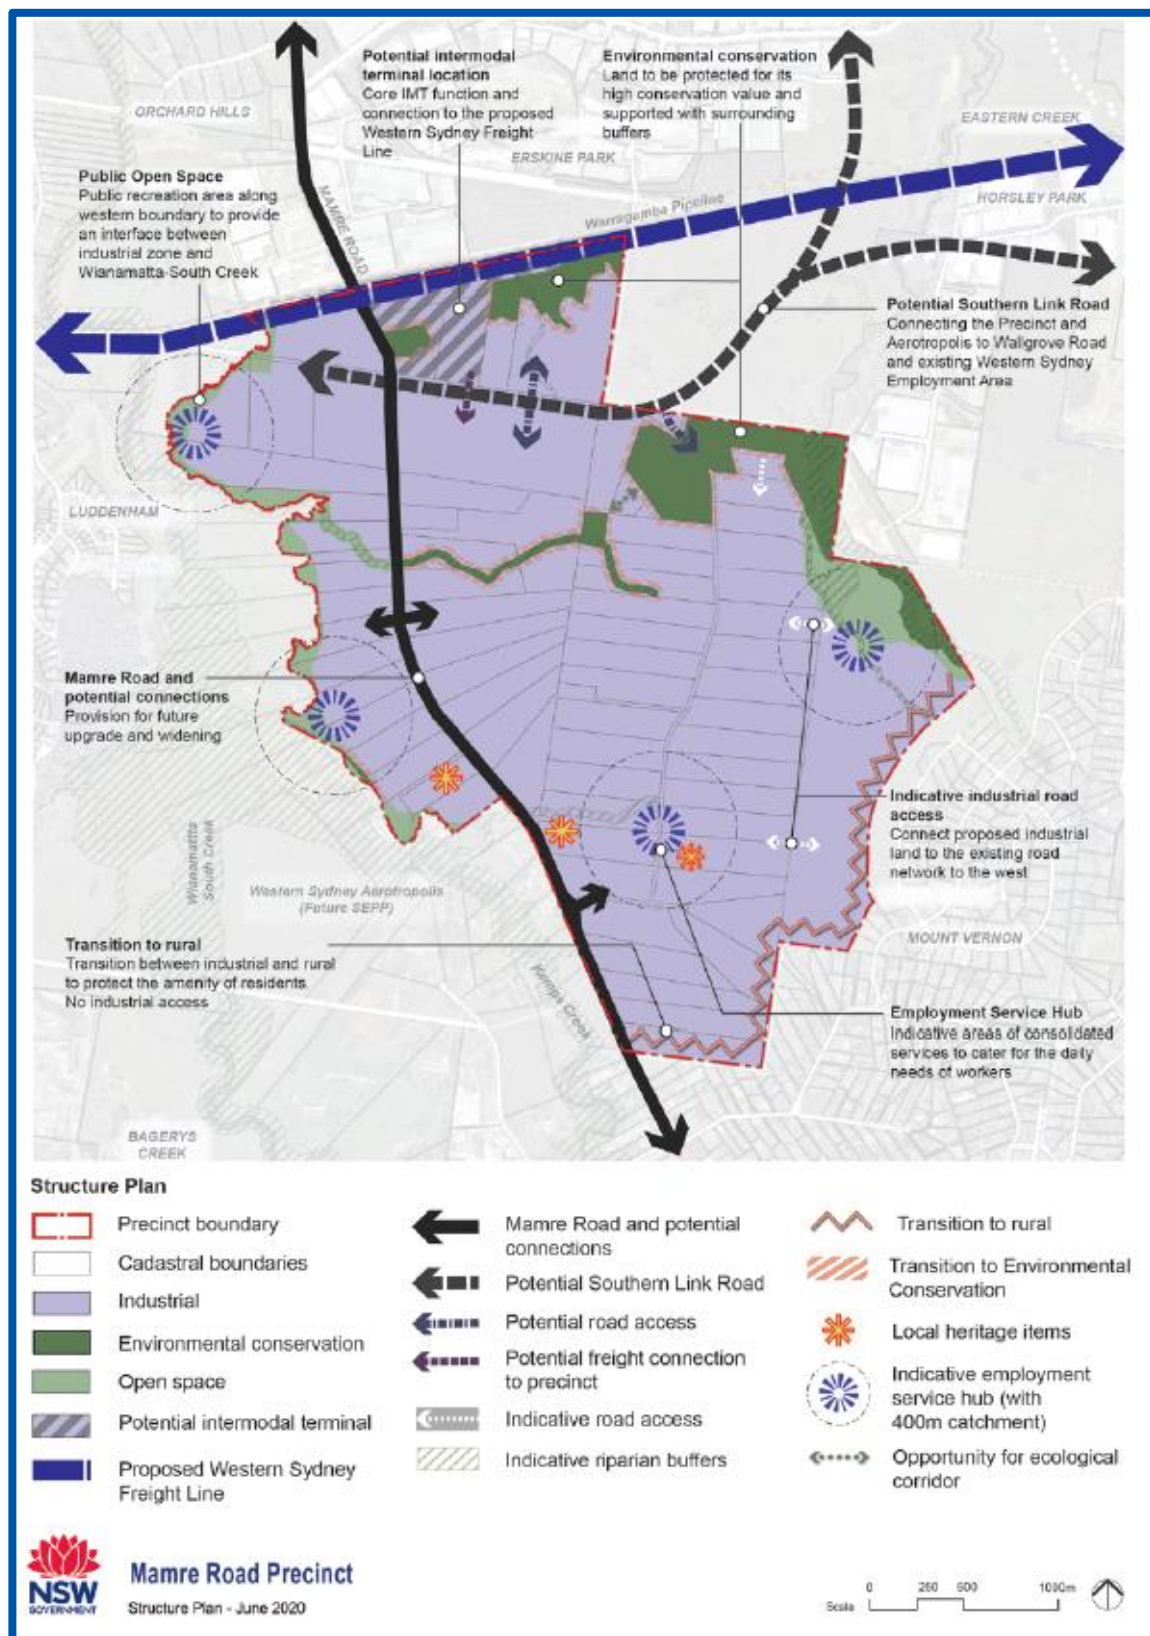 Potential intermodal
terminal location
Core IMT function and
connection to the proposed
Western Sydney Freight
Line
Environmental conservation
Land to be protected for its
high conservation value and
supported with surrounding
buffers
ORCHARD HILLS
ERSKINE PARK
EASTERN CREEK
HORSLEY PARK
Public Open Space
Public recreation area along
western boundary to provide
an interface between
industrial zone and
Wianamatta-South Creek
MAMRE ROAD
Warragamba Pipeline
Potential Southern Link Road
Connecting the Precinct and
Aerotropolis to Wallgrove Road
and existing Western Sydney
Employment Area
LUDDENHAM
Mamre Road and
potential connections
Provision for future
upgrade and widening
Indicative industrial road
access
Connect proposed industrial
land to the existing road
network to the west
Wianamatta
South Creek
Western Sydney Aerotropolis
(Future SEPP)
MOUNT VERNON
Transition to rural
Transition between industrial and rural
to protect the amenity of residents
No industrial access
Kemps Creek
Employment Service Hub
Indicative areas of consolidated
services to cater for the daily
needs of workers
BAGERYS
CREEK
Structure Plan
Precinct boundary
Cadastral boundaries
Industrial
Environmental conservation
Open space
Potential intermodal terminal
Proposed Western Sydney
Freight Line
Mamre Road and potential
connections
Potential Southern Link Road
Potential road access
Potential freight connection
to precinct
Indicative road access
Indicative riparian buffers
Transition to rural
Transition to Environmental
Conservation
Local heritage items
Indicative employment
service hub (with
400m catchment)
Opportunity for ecological
corridor
NSW
GOVERNMENT
Mamre Road Precinct
Structure Plan - June 2020
Scale
0 250 500 1000m